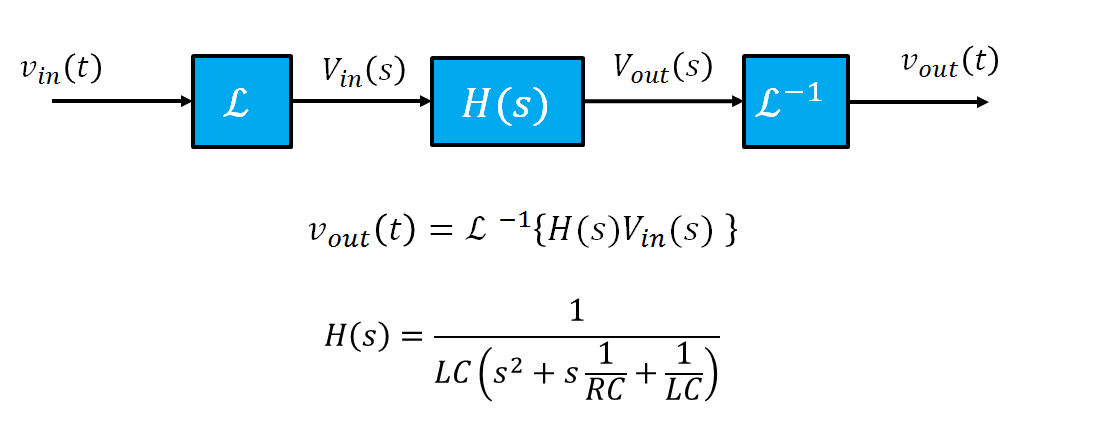 v_in(t) V_in(s) V_out(s) v_out(t)
ℒ H(s) ℒ^−1
v_out(t) = ℒ ^−1{H(s)V_in(s) }
H(s) = 1 / (LC(s^2 + s 1/RC + 1/LC))